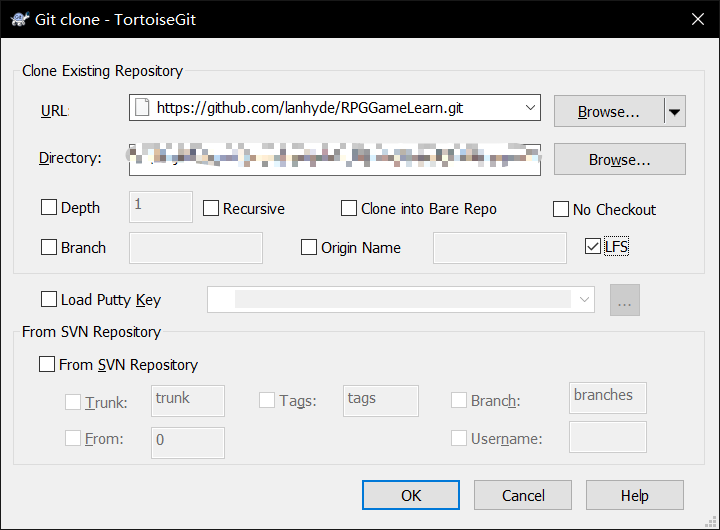 Git clone - TortoiseGit
Clone Existing Repository
URL: https://github.com/lanhyde/RPGGameLearn.git Browse...
Directory: Browse...
Depth 1 Recursive Clone into Bare Repo No Checkout
Branch Origin Name LFS
Load Putty Key ...
From SVN Repository
From SVN Repository
Trunk: trunk Tags: tags Branch: branches
From: 0 Username:
OK Cancel Help